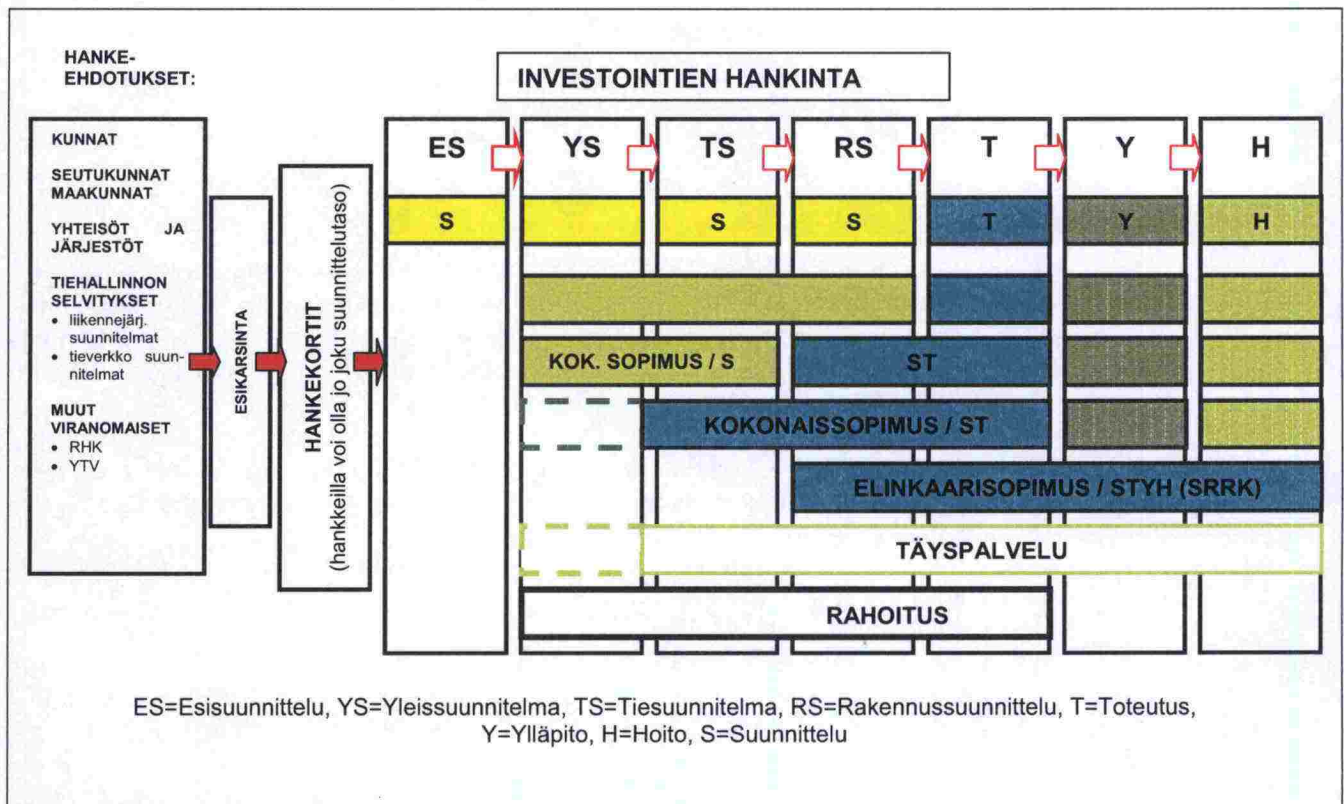 HANKE-
EHDOTUKSET:
INVESTOINTIEN HANKINTA
KUNNAT
SEUTUKUNNAT
MAAKUNNAT
YHTEISÖT JA
JÄRJESTÖT
TIEHALLINNON
SELVITYKSET
• liikennejärj.
suunnitelmat
• tieverkko suun-
nitelmat
MUUT
VIRANOMAISET
• RHK
• YTV
ESIKARSINTA
HANKEKORTIT
(hankkeilla voi olla jo joku suunnittelutaso)
ES YS TS RS T Y H
S S S T Y H
KOK. SOPIMUS / S ST
KOKONAISSOPIMUS / ST
ELINKAARISOPIMUS / STYH (SRRK)
TÄYSPALVELU
RAHOITUS
ES=Esisuunnittelu, YS=Yleissuunnitelma, TS=Tiesuunnitelma, RS=Rakennussuunnittelu, T=Toteutus,
Y=Ylläpito, H=Hoito, S=Suunnittelu